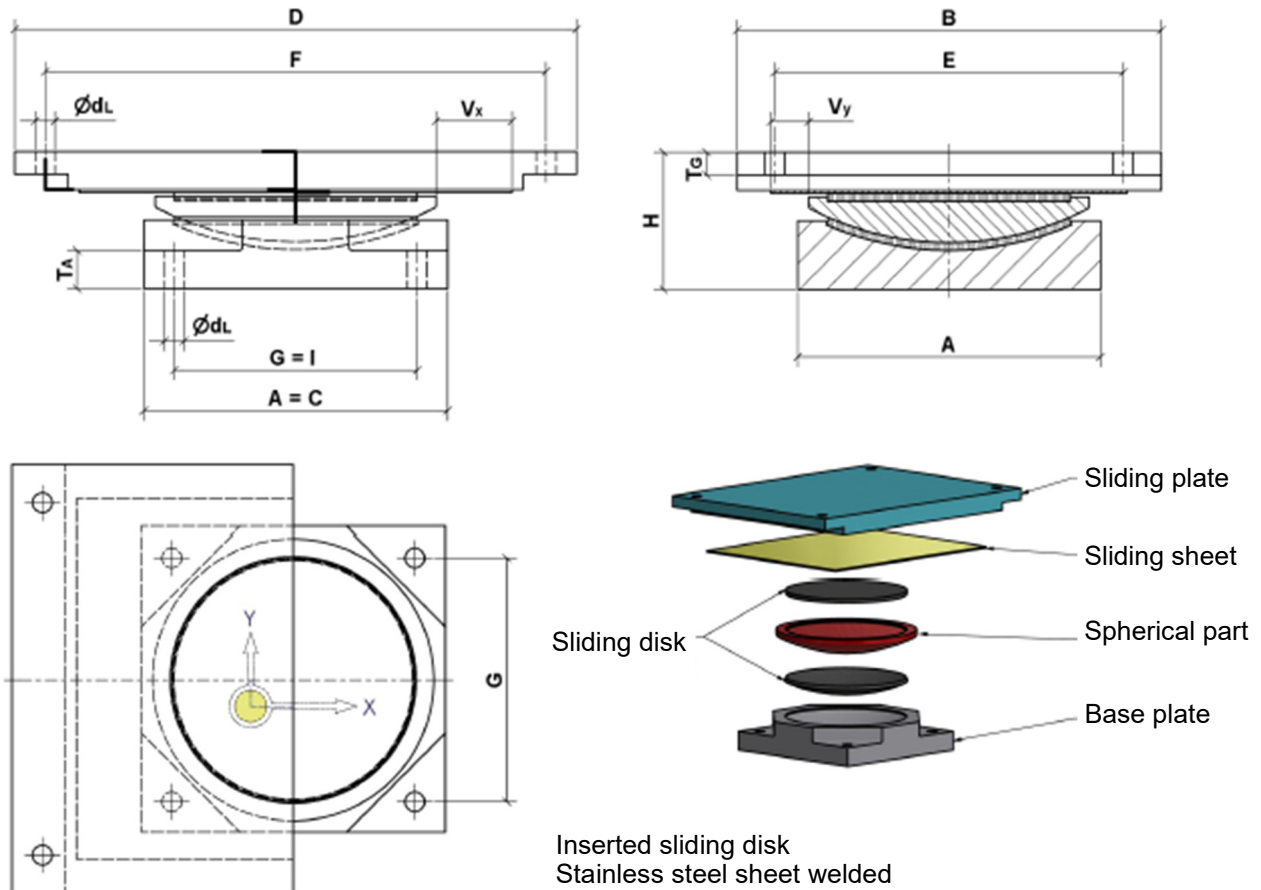 D
F
ØdL
Vx
TA
ØdL
G = I
A = C
B
E
Vy
TG
H
A
Y
X
G
Sliding plate
Sliding sheet
Sliding disk
Spherical part
Base plate
Inserted sliding disk
Stainless steel sheet welded